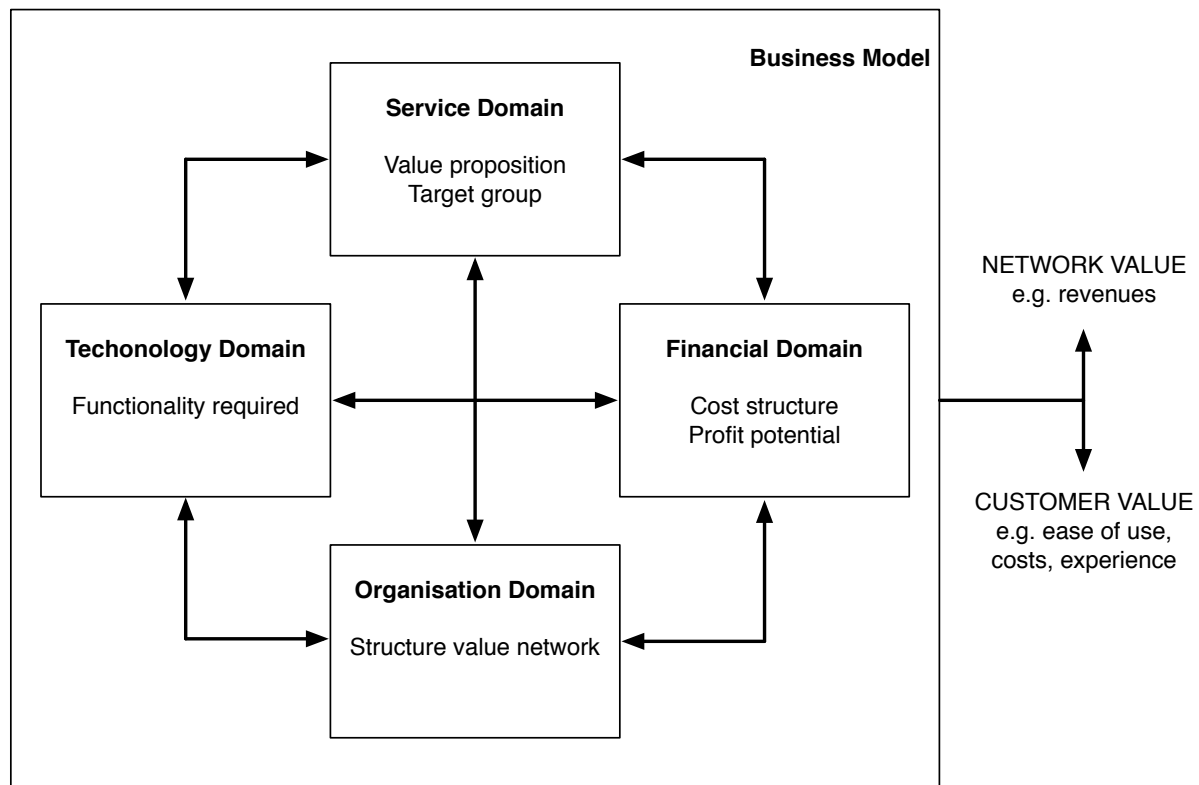 Business Model
Service Domain
Value proposition
Target group
Techonology Domain
Functionality required
Financial Domain
Cost structure
Profit potential
Organisation Domain
Structure value network
NETWORK VALUE
e.g. revenues
CUSTOMER VALUE
e.g. ease of use,
costs, experience